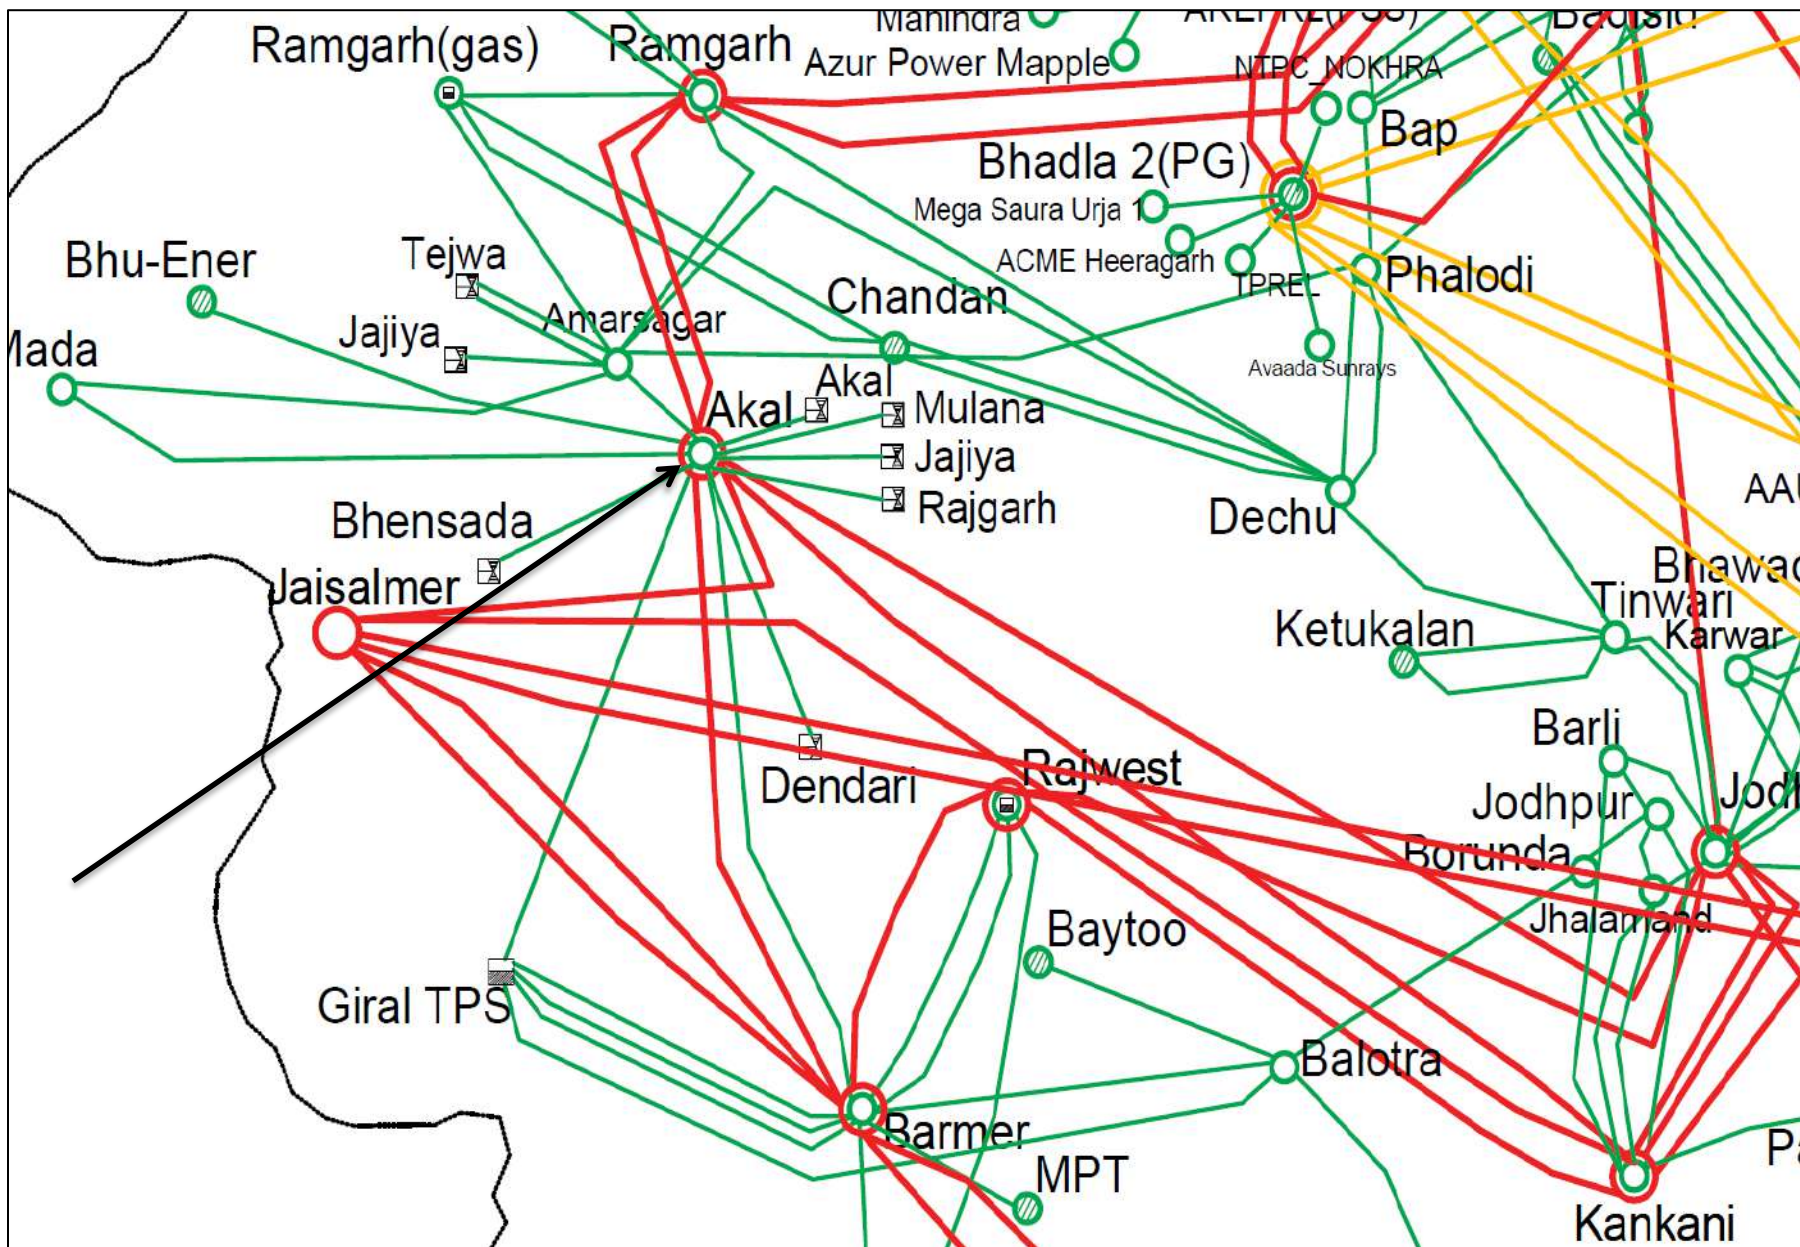 Mahindra
Ramgarh(gas)
Ramgarh
Azur Power Mapple
NTPC_NOKHRA
Bap
Bhadla 2(PG)
Mega Saura Urja 1
ACME Heeragarh
TPREL
Phalodi
Bhu-Ener
Tejwa
Chandan
Amarsagar
Jajiya
Mada
Avaada Sunrays
Akal
Akal
Mulana
Jajiya
Rajgarh
Dechu
Bhensada
Jaisalmer
Tinwari
Ketukalan
Karwar
Barli
Rajwest
Dendari
Jodhpur
Borunda
Jhalamand
Baytoo
Giral TPS
Balotra
Barmer
MPT
Kankani